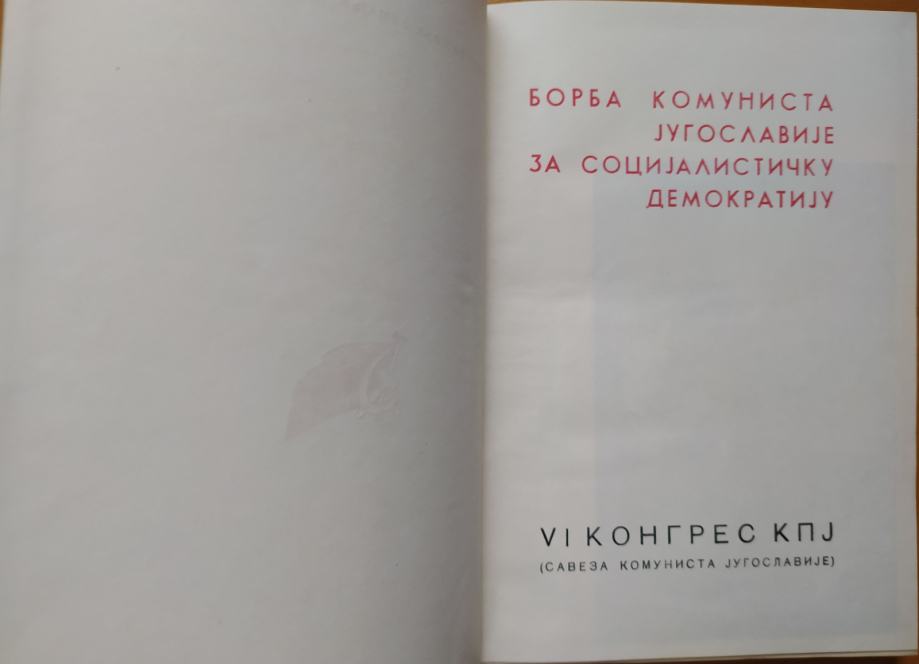 БОРБА КОМУНИСТА
ЈУГОСЛАВИЈЕ
ЗА СОЦИЈАЛИСТИЧКУ
ДЕМОКРАТИЈУ
VI КОНГРЕС КПЈ
(САВЕЗА КОМУНИСТА ЈУГОСЛАВИЈЕ)